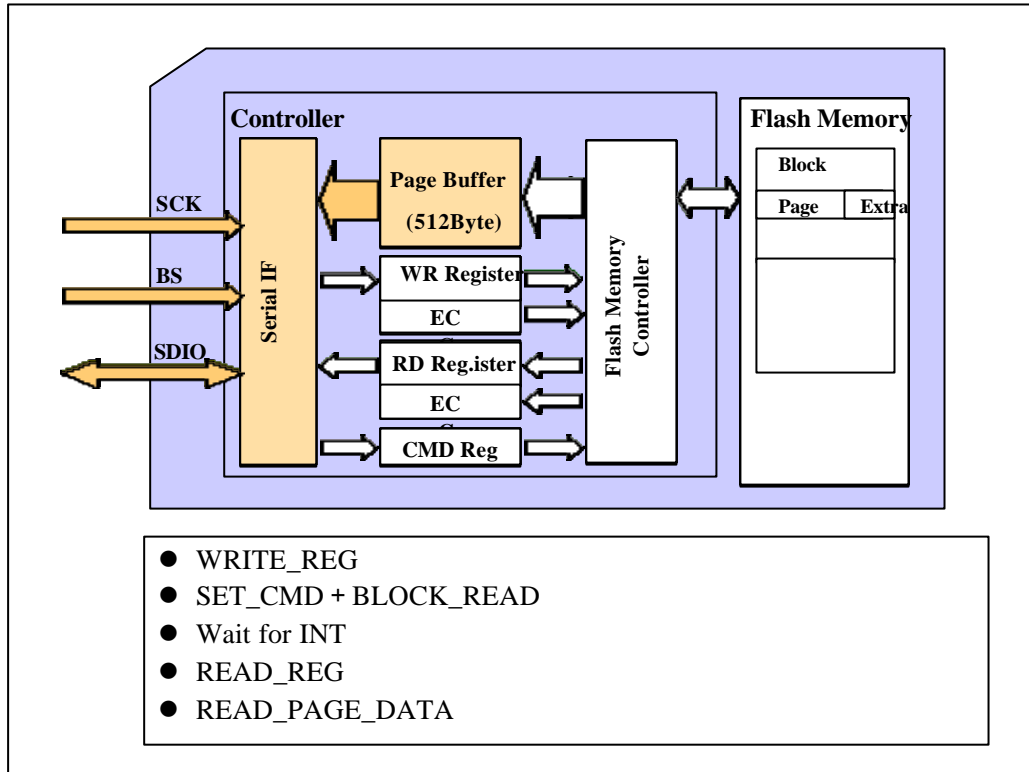 Controller
Flash Memory
SCK
BS
SDIO
Serial IF
Page Buffer
(512Byte)
WR Register
EC
RD Reg.ister
EC
CMD Reg
Flash Memory
Controller
Block
Page Extra
● WRITE_REG
● SET_CMD + BLOCK_READ
● Wait for INT
● READ_REG
● READ_PAGE_DATA